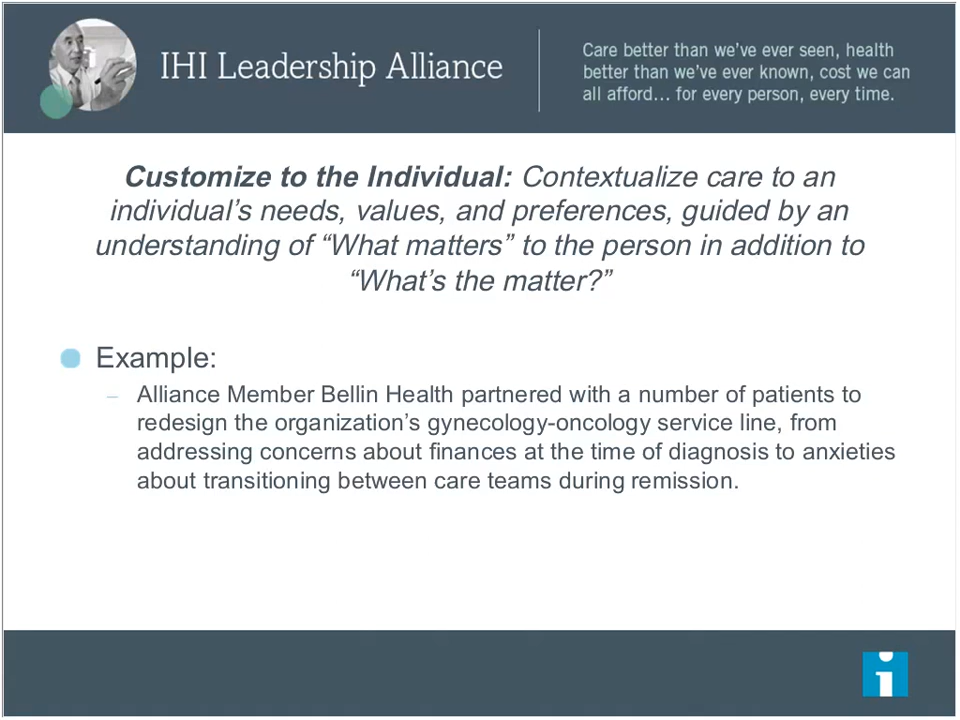 IHI Leadership Alliance
Care better than we’ve ever seen, health
better than we’ve ever known, cost we can
all afford... for every person, every time.
Customize to the Individual: Contextualize care to an
individual’s needs, values, and preferences, guided by an
understanding of “What matters” to the person in addition to
“What’s the matter?”
Example:
– Alliance Member Bellin Health partnered with a number of patients to
redesign the organization’s gynecology-oncology service line, from
addressing concerns about finances at the time of diagnosis to anxieties
about transitioning between care teams during remission.
i